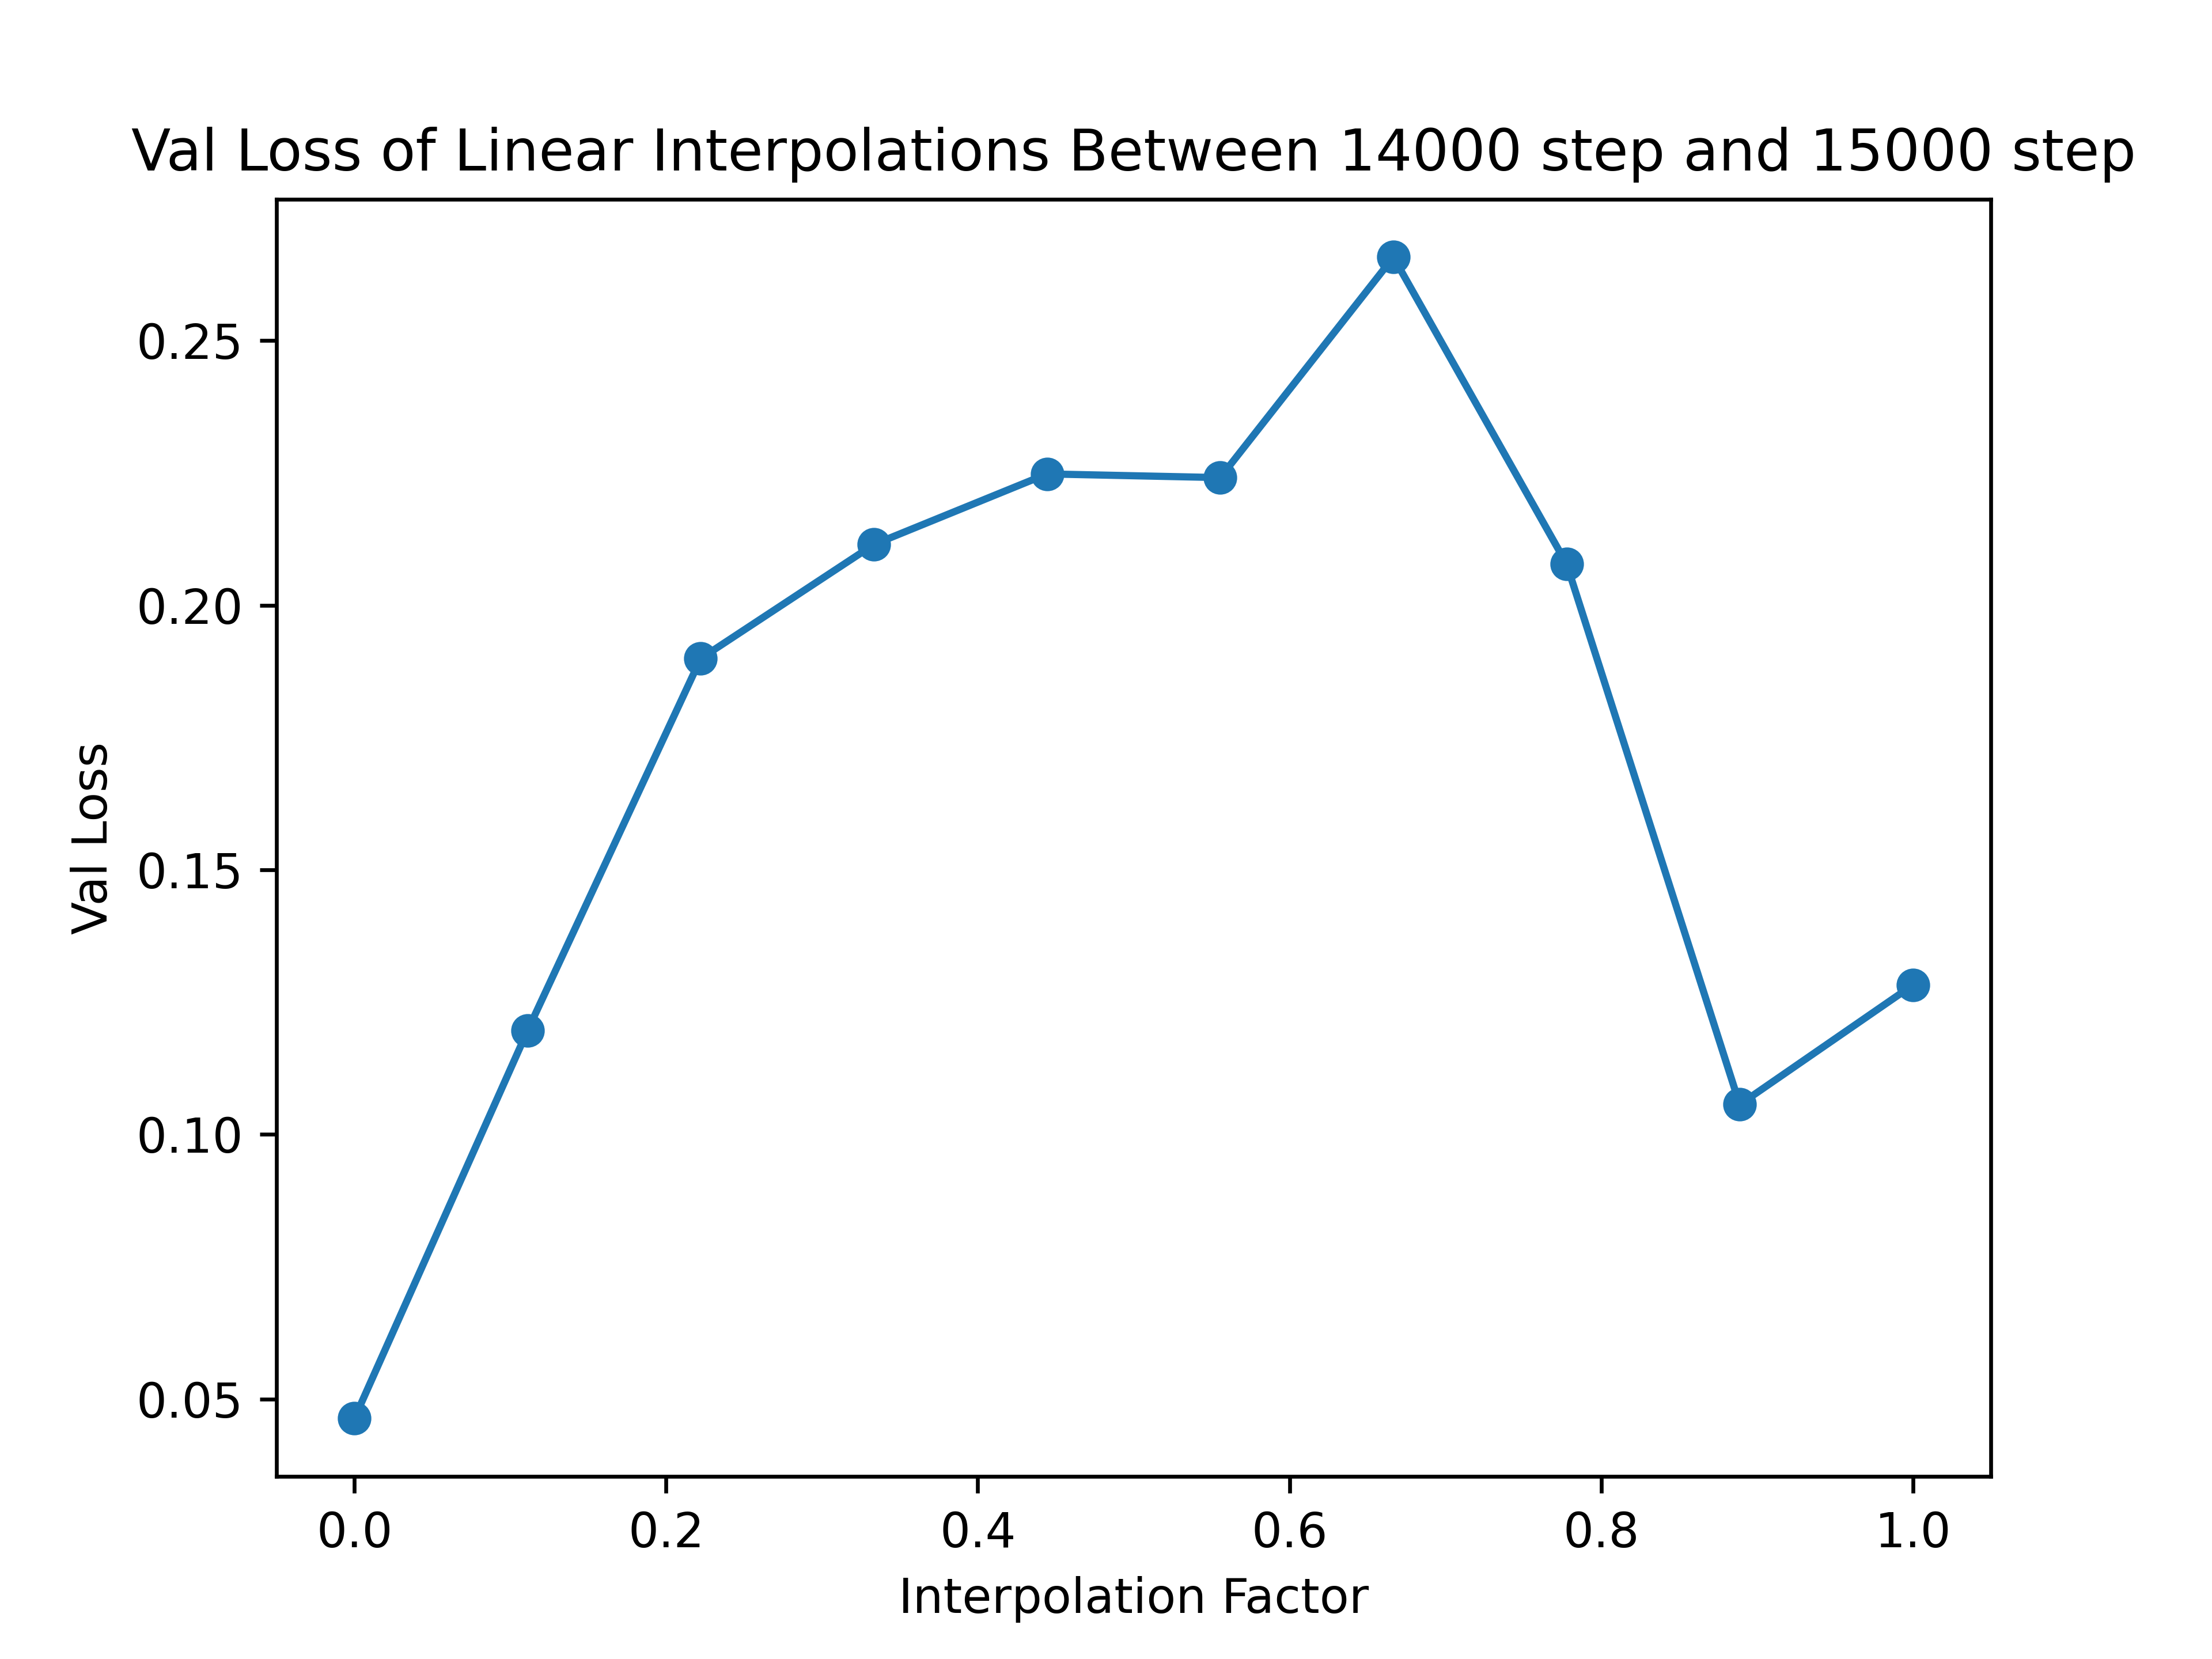 Val Loss of Linear Interpolations Between 14000 step and 15000 step
0.25
0.20
0.15
0.10
0.05
Val Loss
0.0 0.2 0.4 0.6 0.8 1.0
Interpolation Factor